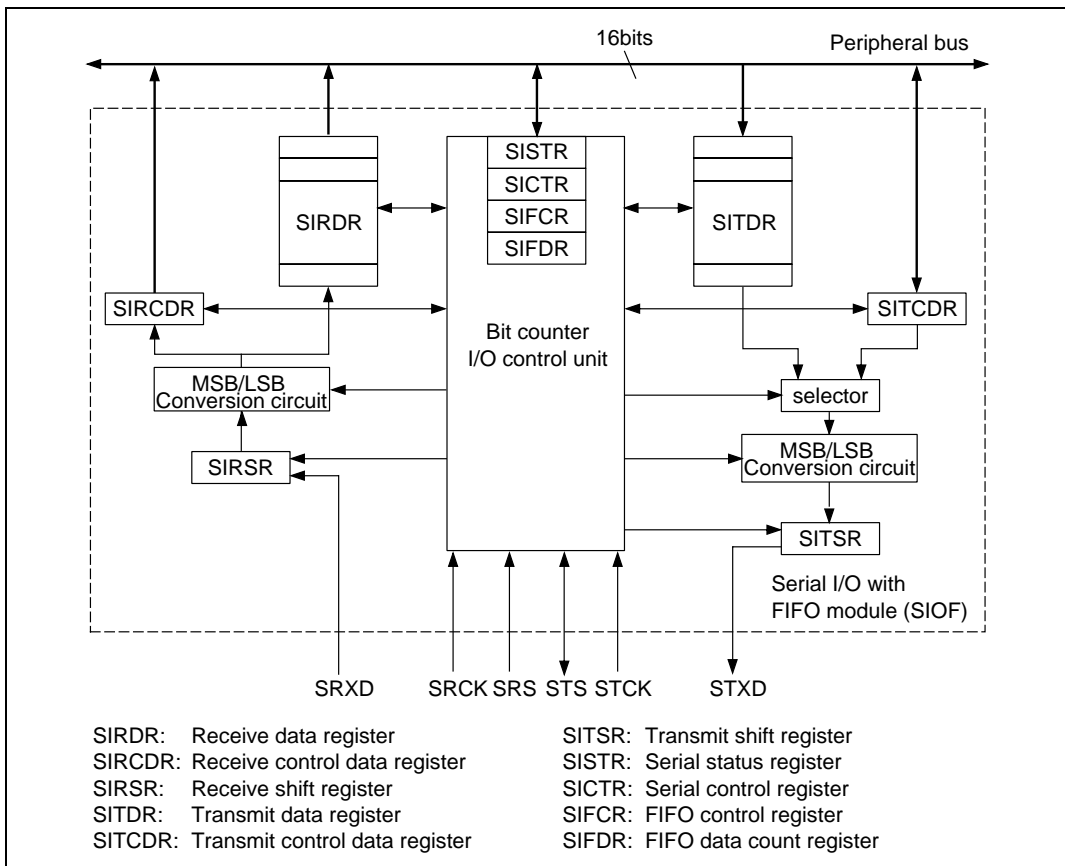 16bits
Peripheral bus
SISTR
SICTR
SIFCR
SIFDR
SIRDR
SITDR
SIRCDR
SITCDR
Bit counter
I/O control unit
MSB/LSB
Conversion circuit
selector
SIRSR
MSB/LSB
Conversion circuit
SITSR
Serial I/O with
FIFO module (SIOF)
SRXD
SRCK
SRS
STS
STCK
STXD
SIRDR: Receive data register
SIRCDR: Receive control data register
SIRSR: Receive shift register
SITDR: Transmit data register
SITCDR: Transmit control data register
SITSR: Transmit shift register
SISTR: Serial status register
SICTR: Serial control register
SIFCR: FIFO control register
SIFDR: FIFO data count register